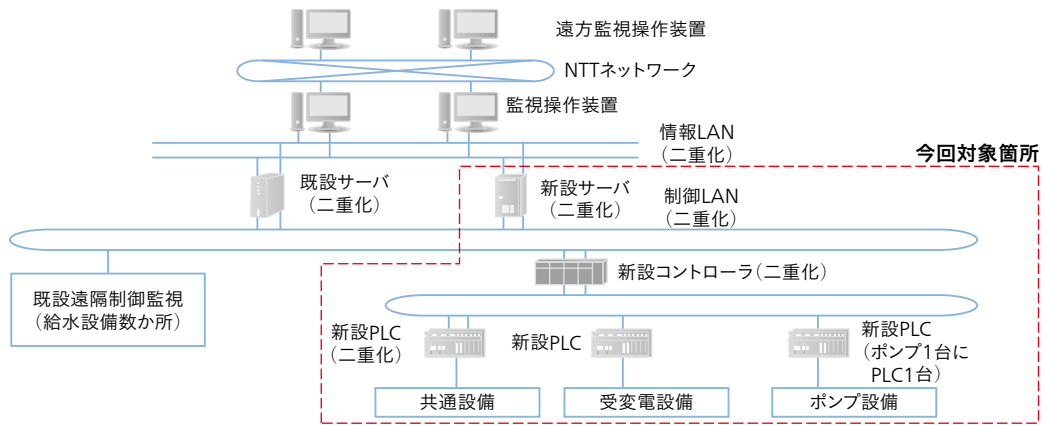 遠方監視操作装置
NTTネットワーク
監視操作装置
情報LAN
（二重化）
今回対象箇所
既設サーバ
（二重化）
新設サーバ
（二重化）
制御LAN
（二重化）
新設コントローラ（二重化）
既設遠隔制御監視
（給水設備数か所）
新設PLC
（二重化）
新設PLC
新設PLC
（ポンプ1台に
PLC1台）
共通設備
受変電設備
ポンプ設備